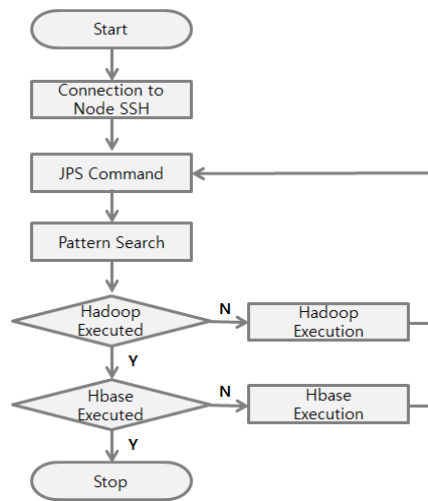 Start
Connection to
Node SSH
JPS Command
Pattern Search
Hadoop
Executed
N
Hadoop
Execution
Y
Hbase
Executed
N
Hbase
Execution
Y
Stop